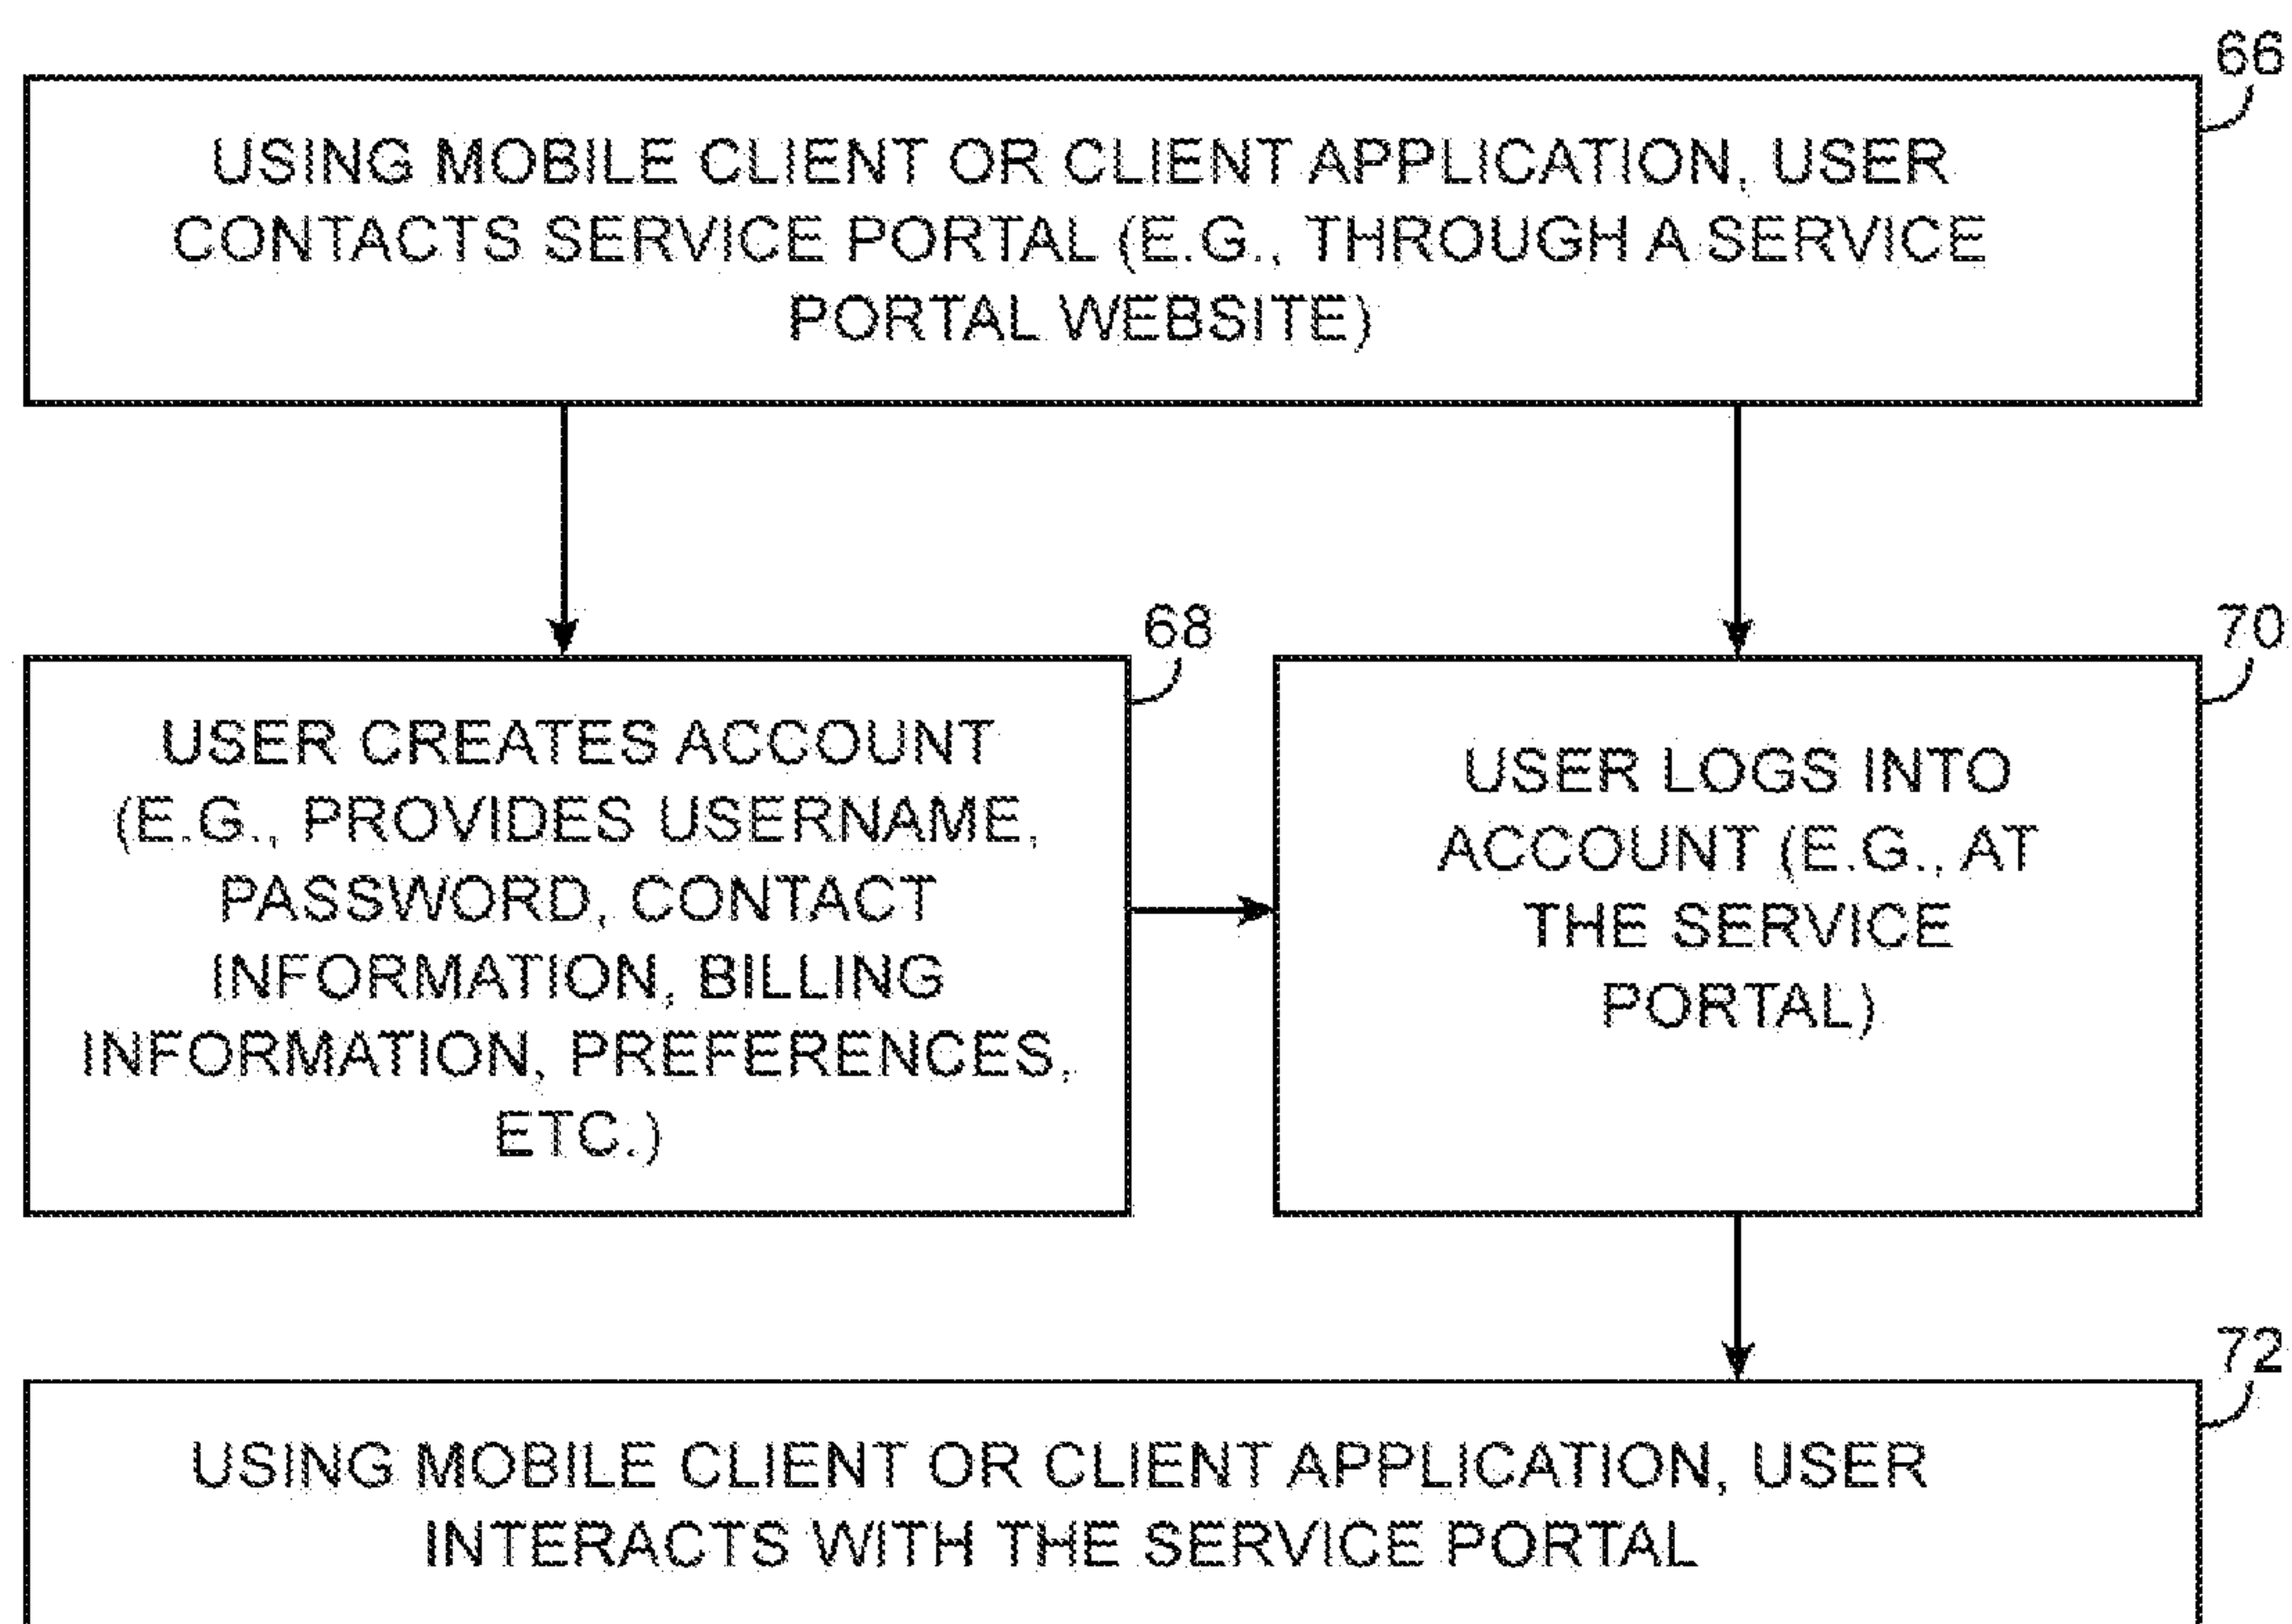 66
USING MOBILE CLIENT OR CLIENT APPLICATION, USER
CONTACTS SERVICE PORTAL (E.G., THROUGH A SERVICE
PORTAL WEBSITE)
68
USER CREATES ACCOUNT
(E.G., PROVIDES USERNAME,
PASSWORD, CONTACT
INFORMATION, BILLING
INFORMATION, PREFERENCES,
ETC.)
70
USER LOGS INTO
ACCOUNT (E.G., AT
THE SERVICE
PORTAL)
72
USING MOBILE CLIENT OR CLIENT APPLICATION, USER
INTERACTS WITH THE SERVICE PORTAL